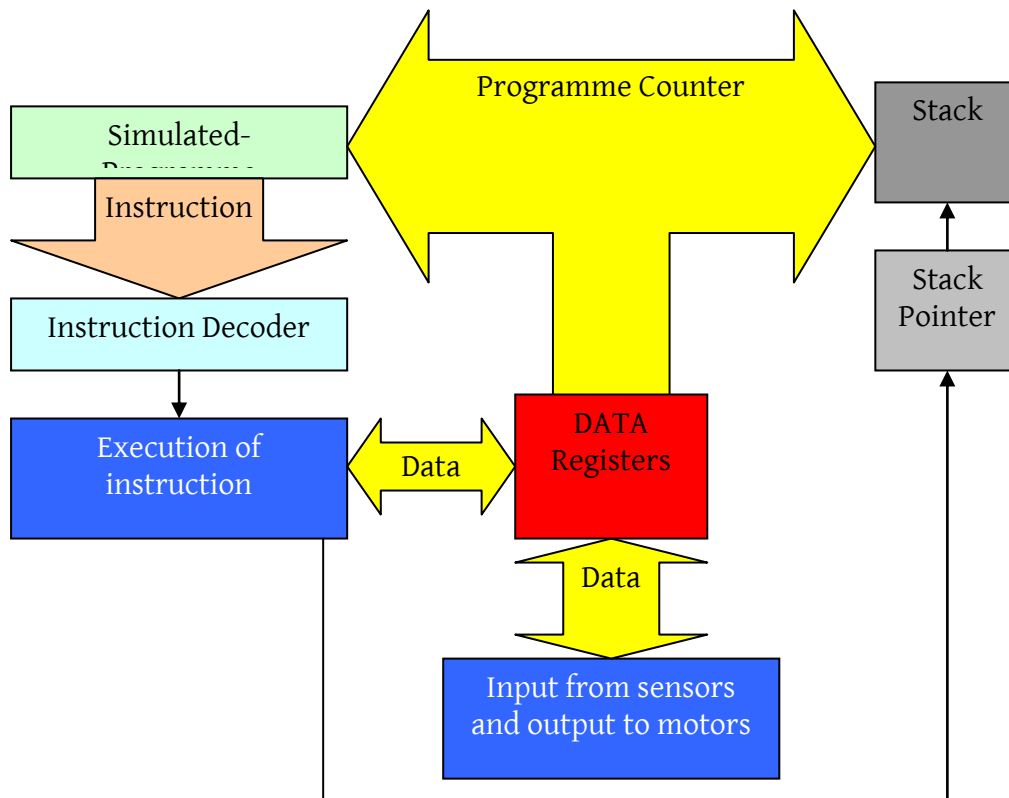 Programme Counter
Stack
Simulated-
Instruction
Stack
Pointer
Instruction Decoder
Execution of
instruction
Data
DATA
Registers
Data
Input from sensors
and output to motors